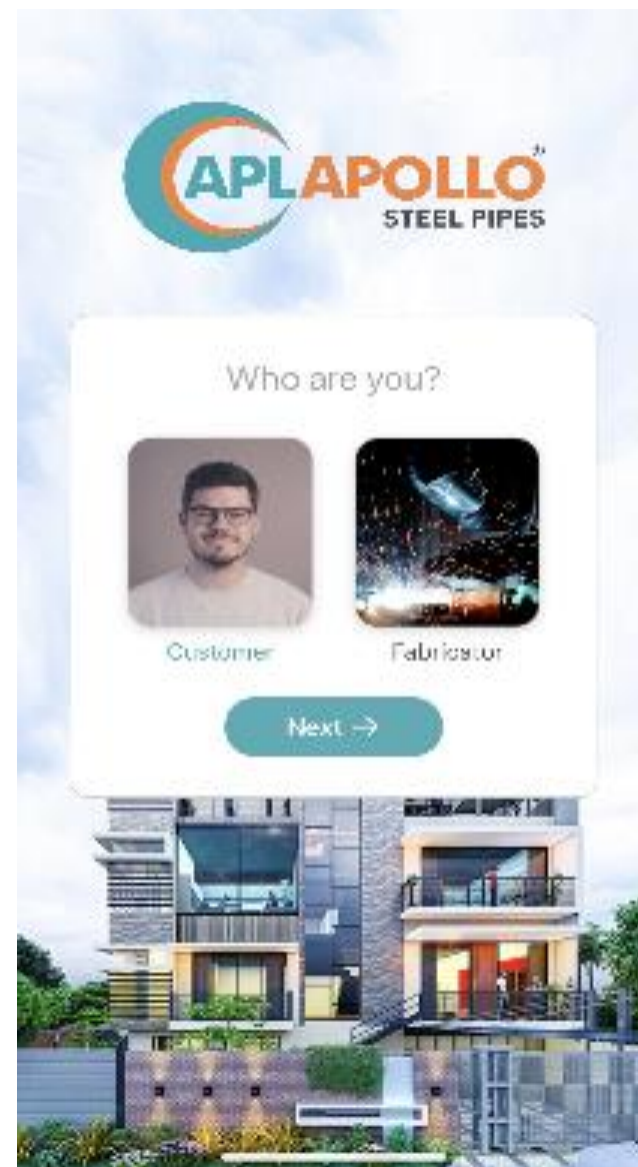 APLAPOLLO
STEEL PIPES
Who are you?
Customer
Fabricator
Next →